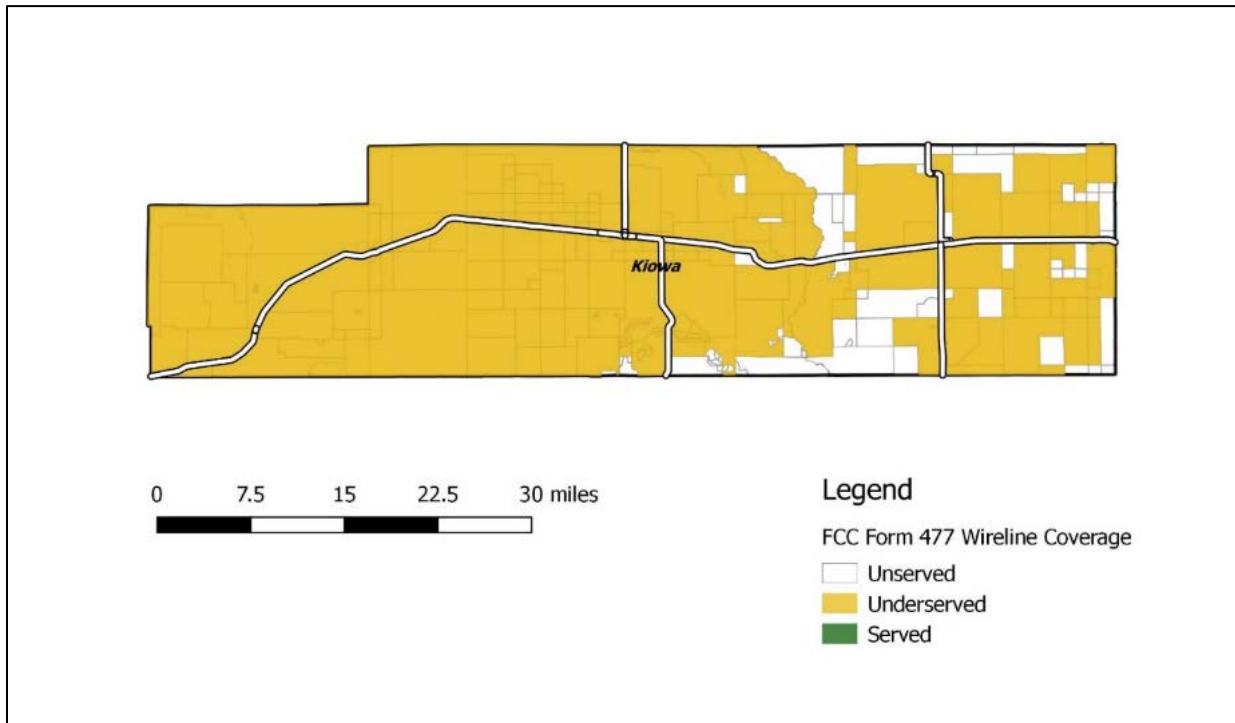 Kiowa
0 7.5 15 22.5 30 miles
Legend
FCC Form 477 Wireline Coverage
Unserved
Underserved
Served